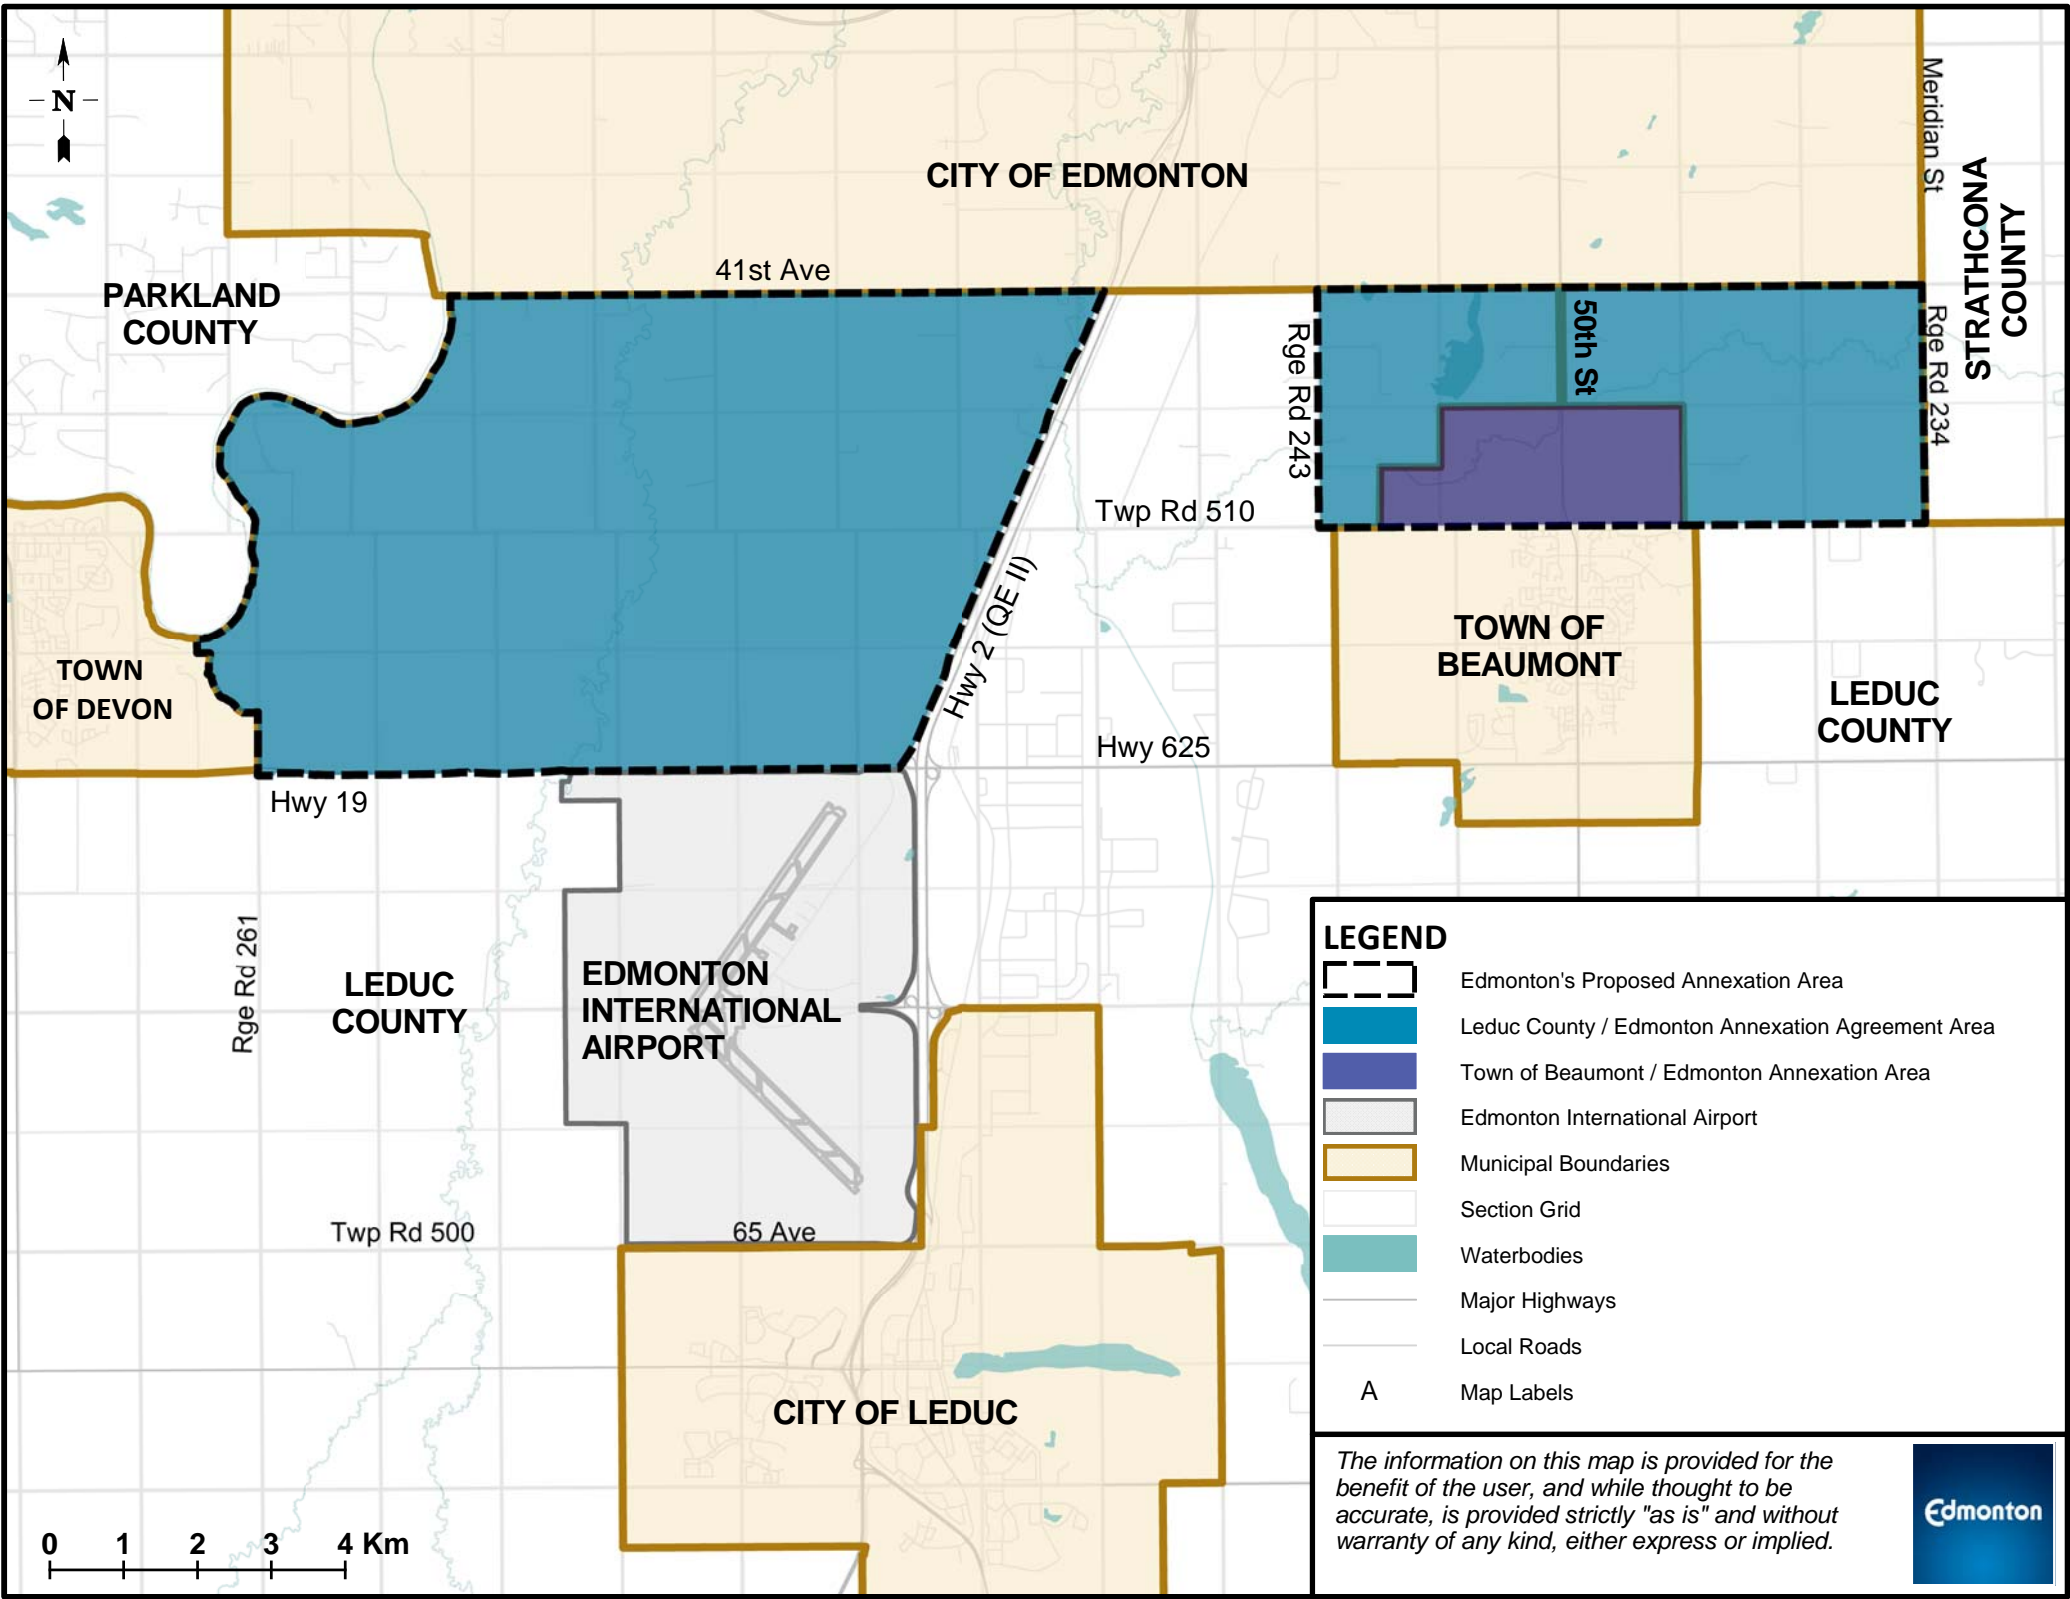 N
CITY OF EDMONTON
Meridian St
STRATHCONA
COUNTY
41st Ave
PARKLAND
COUNTY
Rge Rd 243
50th St
Rge Rd 234
Twp Rd 510
Hwy 2 (QE II)
TOWN OF
BEAUMONT
TOWN
OF DEVON
LEDUC
COUNTY
Hwy 625
Hwy 19
Rge Rd 261
LEDUC
COUNTY
EDMONTON
INTERNATIONAL
AIRPORT
Twp Rd 500
65 Ave
CITY OF LEDUC
0 1 2 3 4 Km
LEGEND
Edmonton's Proposed Annexation Area
Leduc County / Edmonton Annexation Agreement Area
Town of Beaumont / Edmonton Annexation Area
Edmonton International Airport
Municipal Boundaries
Section Grid
Waterbodies
Major Highways
Local Roads
A Map Labels
The information on this map is provided for the
benefit of the user, and while thought to be
accurate, is provided strictly "as is" and without
warranty of any kind, either express or implied.
Edmonton